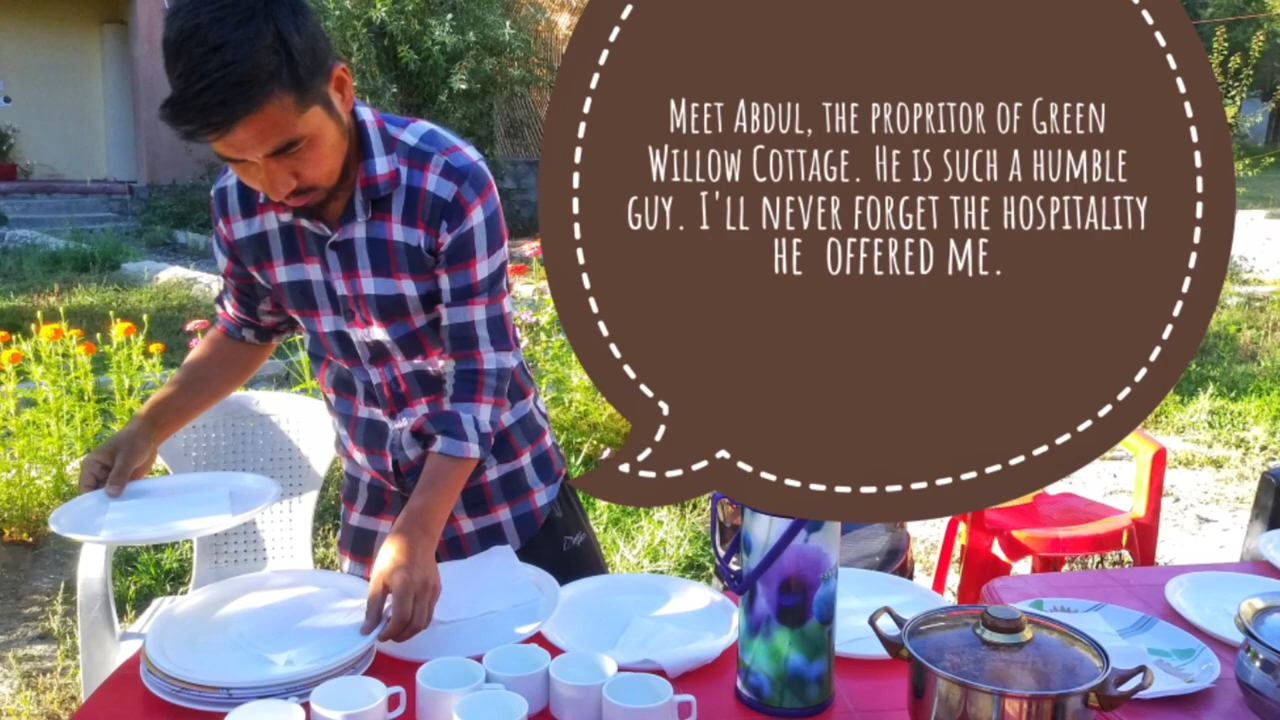 Meet Abdul, the propritor of Green
Willow Cottage. He is such a humble
guy. I'll never forget the hospitality
he offered me.